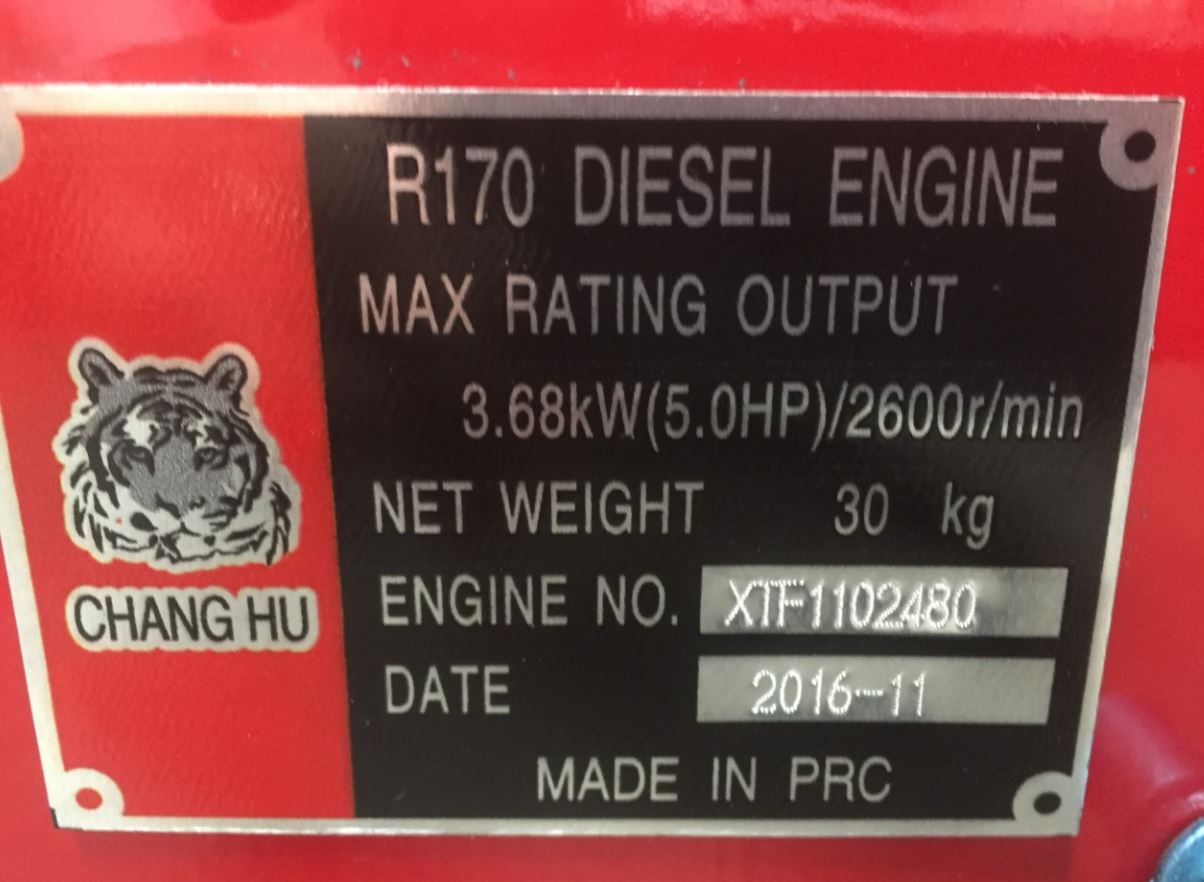 R170 DIESEL ENGINE
MAX RATING OUTPUT
3.68kW(5.0HP)/2600r/min
NET WEIGHT 30 kg
ENGINE NO. XTF1102480
DATE 2016-11
MADE IN PRC
CHANG HU